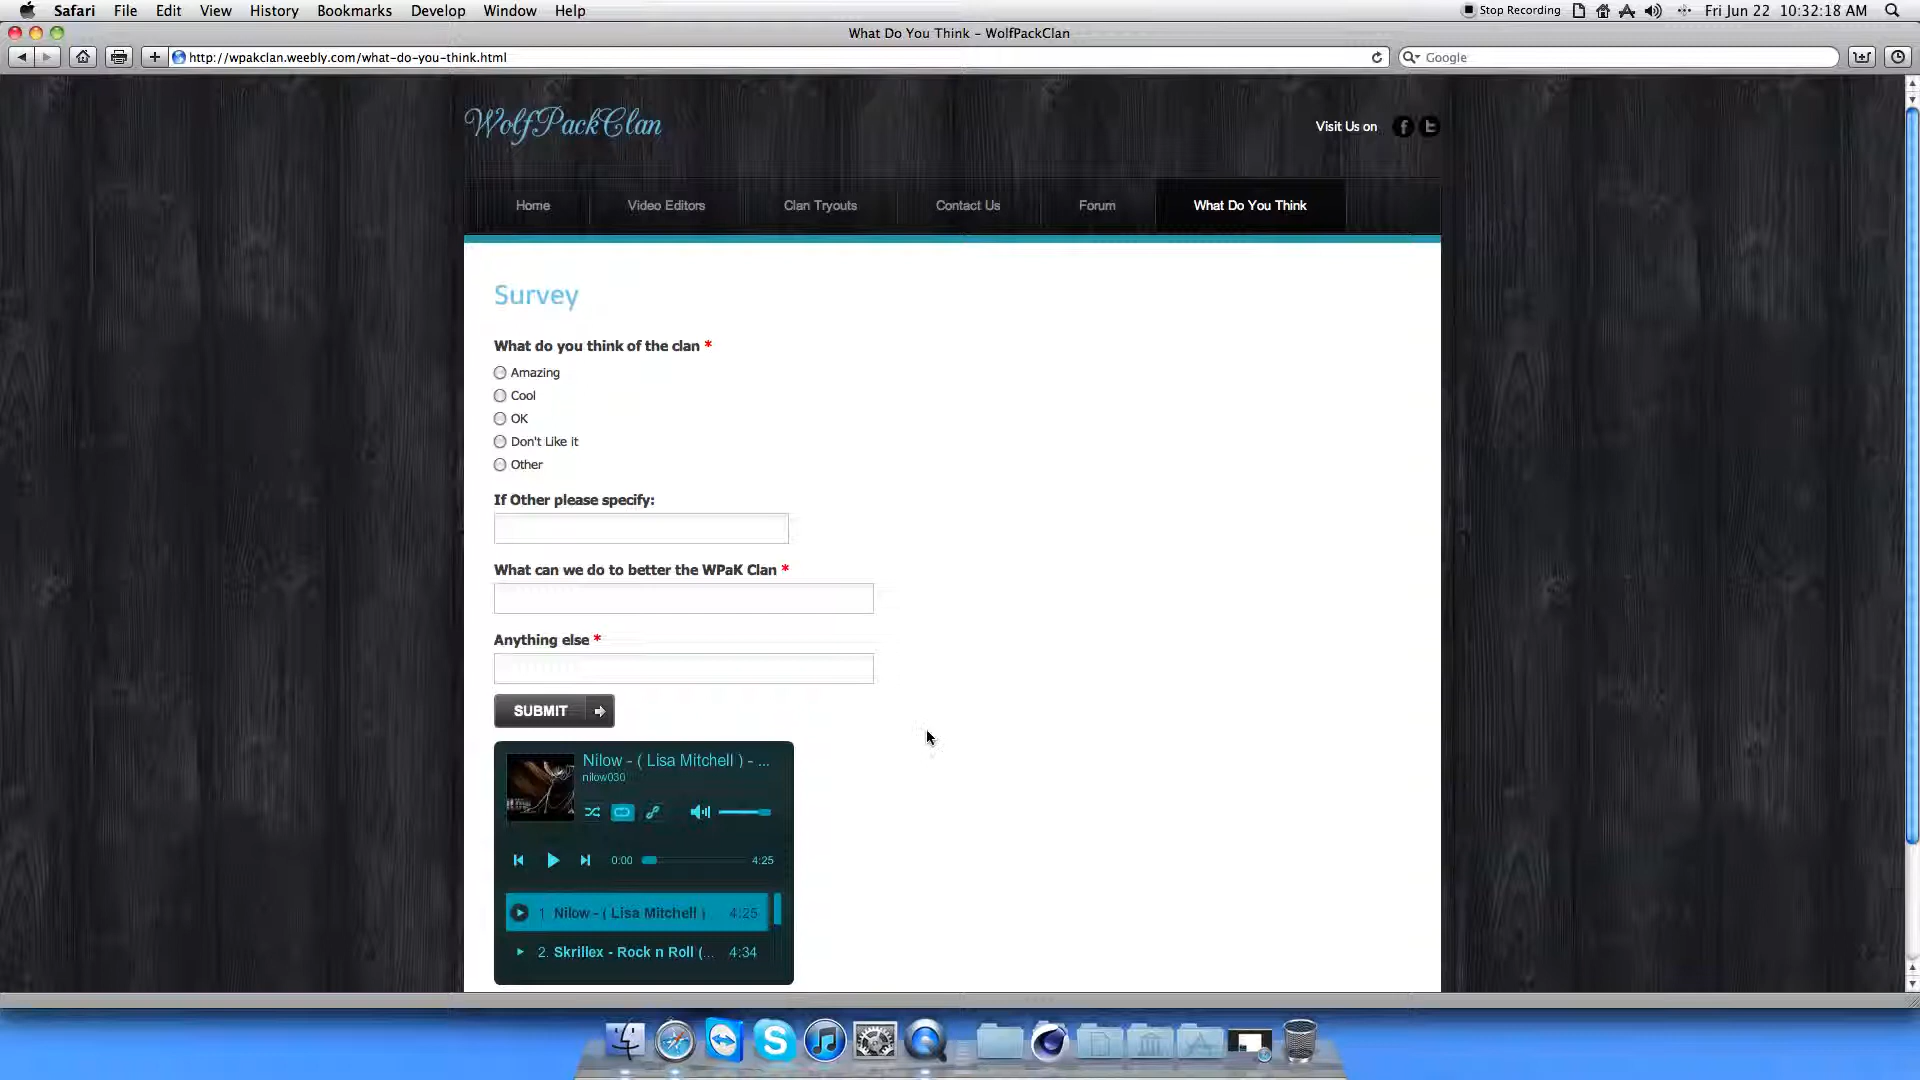 Safari File Edit View History Bookmarks Develop Window Help Stop Recording Fri Jun 22 10:32:18 AM
What Do You Think – WolfPackClan
http://wpakclan.weebly.com/what-do-you-think.html Google
WolfPackClan
Visit Us on
Home Video Editors Clan Tryouts Contact Us Forum What Do You Think
Survey
What do you think of the clan *
Amazing
Cool
OK
Don't Like it
Other
If Other please specify:
What can we do to better the WPaK Clan *
Anything else *
SUBMIT
Nilow - ( Lisa Mitchell ) - ...
nilow030
0:00 4:25
1 Nilow - ( Lisa Mitchell ) 4:25
2. Skrillex - Rock n Roll (... 4:34